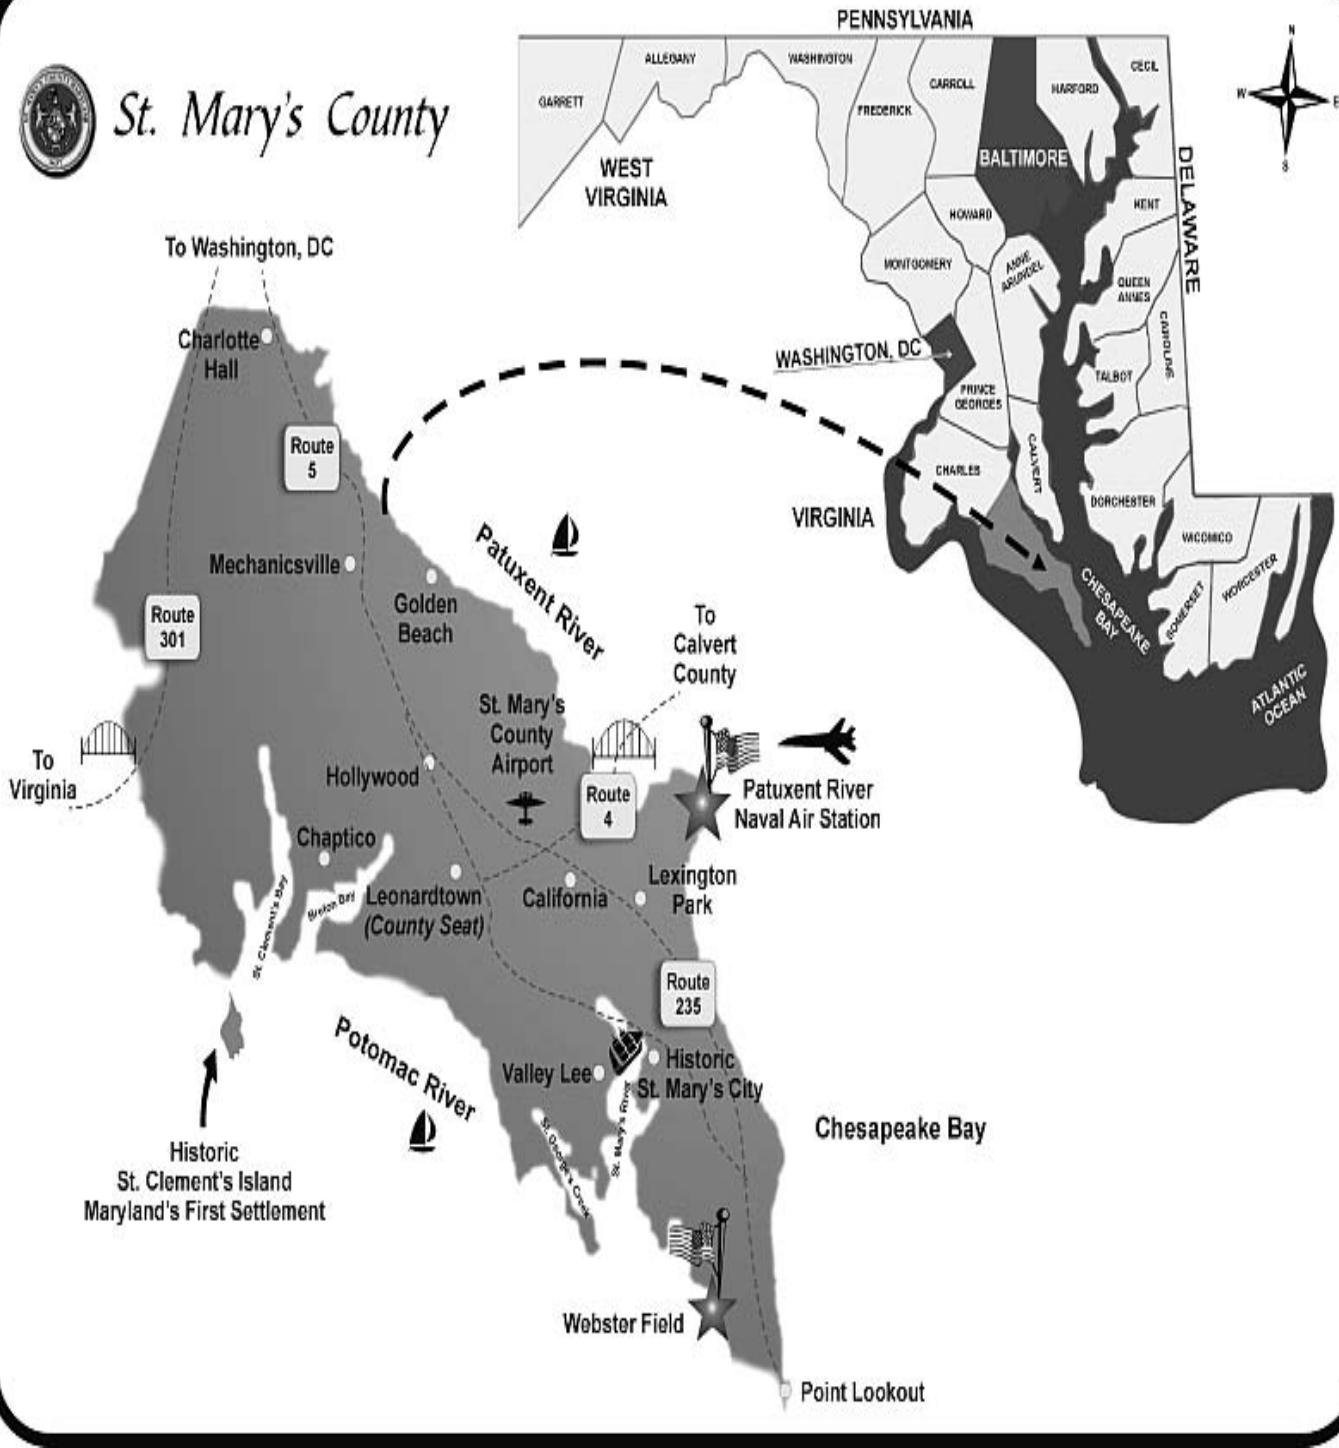 PENNSYLVANIA
N
W
E
S
St. Mary's County
GARRETT
ALLEGANY
WASHINGTON
FREDERICK
CARROLL
BALTIMORE
HARFORD
CECIL
WEST
VIRGINIA
DELAWARE
HOWARD
KENT
MONTGOMERY
ANNE
ARUNDEL
QUEEN
ANNES
CAROLINE
TALBOT
WASHINGTON, DC
PRINCE
GEORGES
CHARLES
CALVERT
VIRGINIA
DORCHESTER
WICOMICO
SOMERSET
WORCESTER
CHESAPEAKE
BAY
ATLANTIC
OCEAN
To Washington, DC
Charlotte
Hall
Route
5
Mechanicsville
Golden
Beach
Patuxent River
Route
301
To
Calvert
County
St. Mary's
County
Airport
To
Virginia
Hollywood
Route
4
Patuxent River
Naval Air Station
Chaptico
Leonardtown
(County Seat)
California
Lexington
Park
Breton Bay
St. Clement's Bay
Route
235
Potomac River
Valley Lee
Historic
St. Mary's City
St. Mary's River
St. George's Creek
Chesapeake Bay
Historic
St. Clement's Island
Maryland's First Settlement
Webster Field
Point Lookout